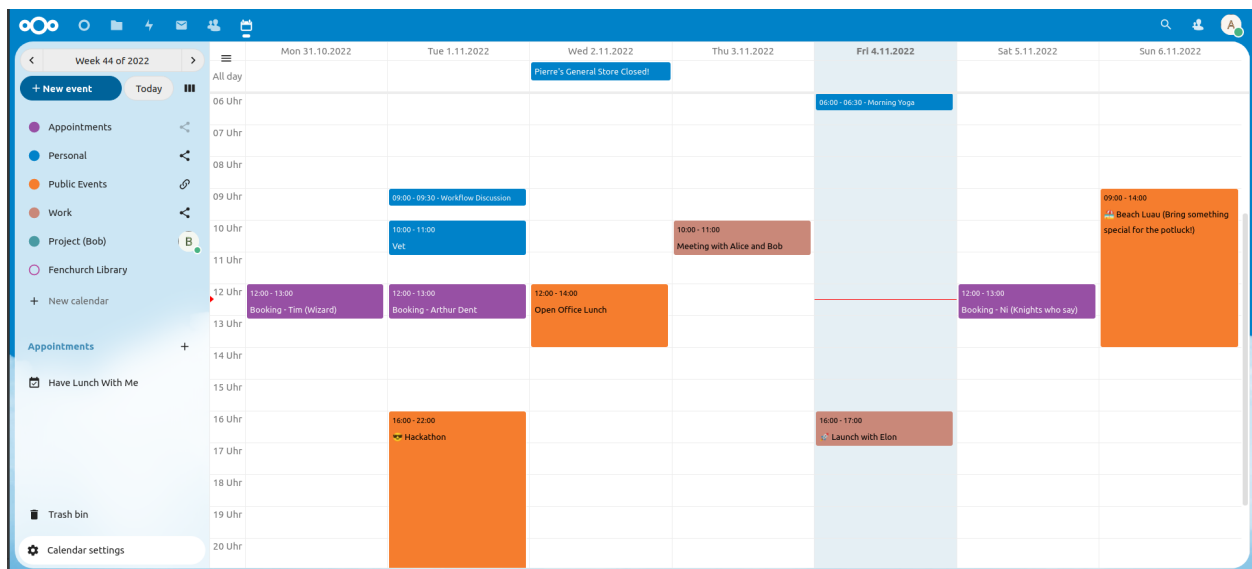 A
Week 44 of 2022
+ New event
Today
Appointments
Personal
Public Events
Work
Project (Bob)
B
Fenchurch Library
+ New calendar
Appointments
+
Have Lunch With Me
Trash bin
Calendar settings
Mon 31.10.2022
Tue 1.11.2022
Wed 2.11.2022
Thu 3.11.2022
Fri 4.11.2022
Sat 5.11.2022
Sun 6.11.2022
All day
Pierre's General Store Closed!
06 Uhr
06:00 - 06:30 - Morning Yoga
07 Uhr
08 Uhr
09 Uhr
09:00 - 09:30 - Workflow Discussion
09:00 - 14:00
🏖️ Beach Luau (Bring something
special for the potluck!)
10 Uhr
10:00 - 11:00
Vet
10:00 - 11:00
Meeting with Alice and Bob
11 Uhr
12 Uhr
12:00 - 13:00
Booking - Tim (Wizard)
12:00 - 13:00
Booking - Arthur Dent
12:00 - 14:00
Open Office Lunch
12:00 - 13:00
Booking - Ni (Knights who say)
13 Uhr
14 Uhr
15 Uhr
16 Uhr
16:00 - 22:00
😎 Hackathon
16:00 - 17:00
🚀 Launch with Elon
17 Uhr
18 Uhr
19 Uhr
20 Uhr